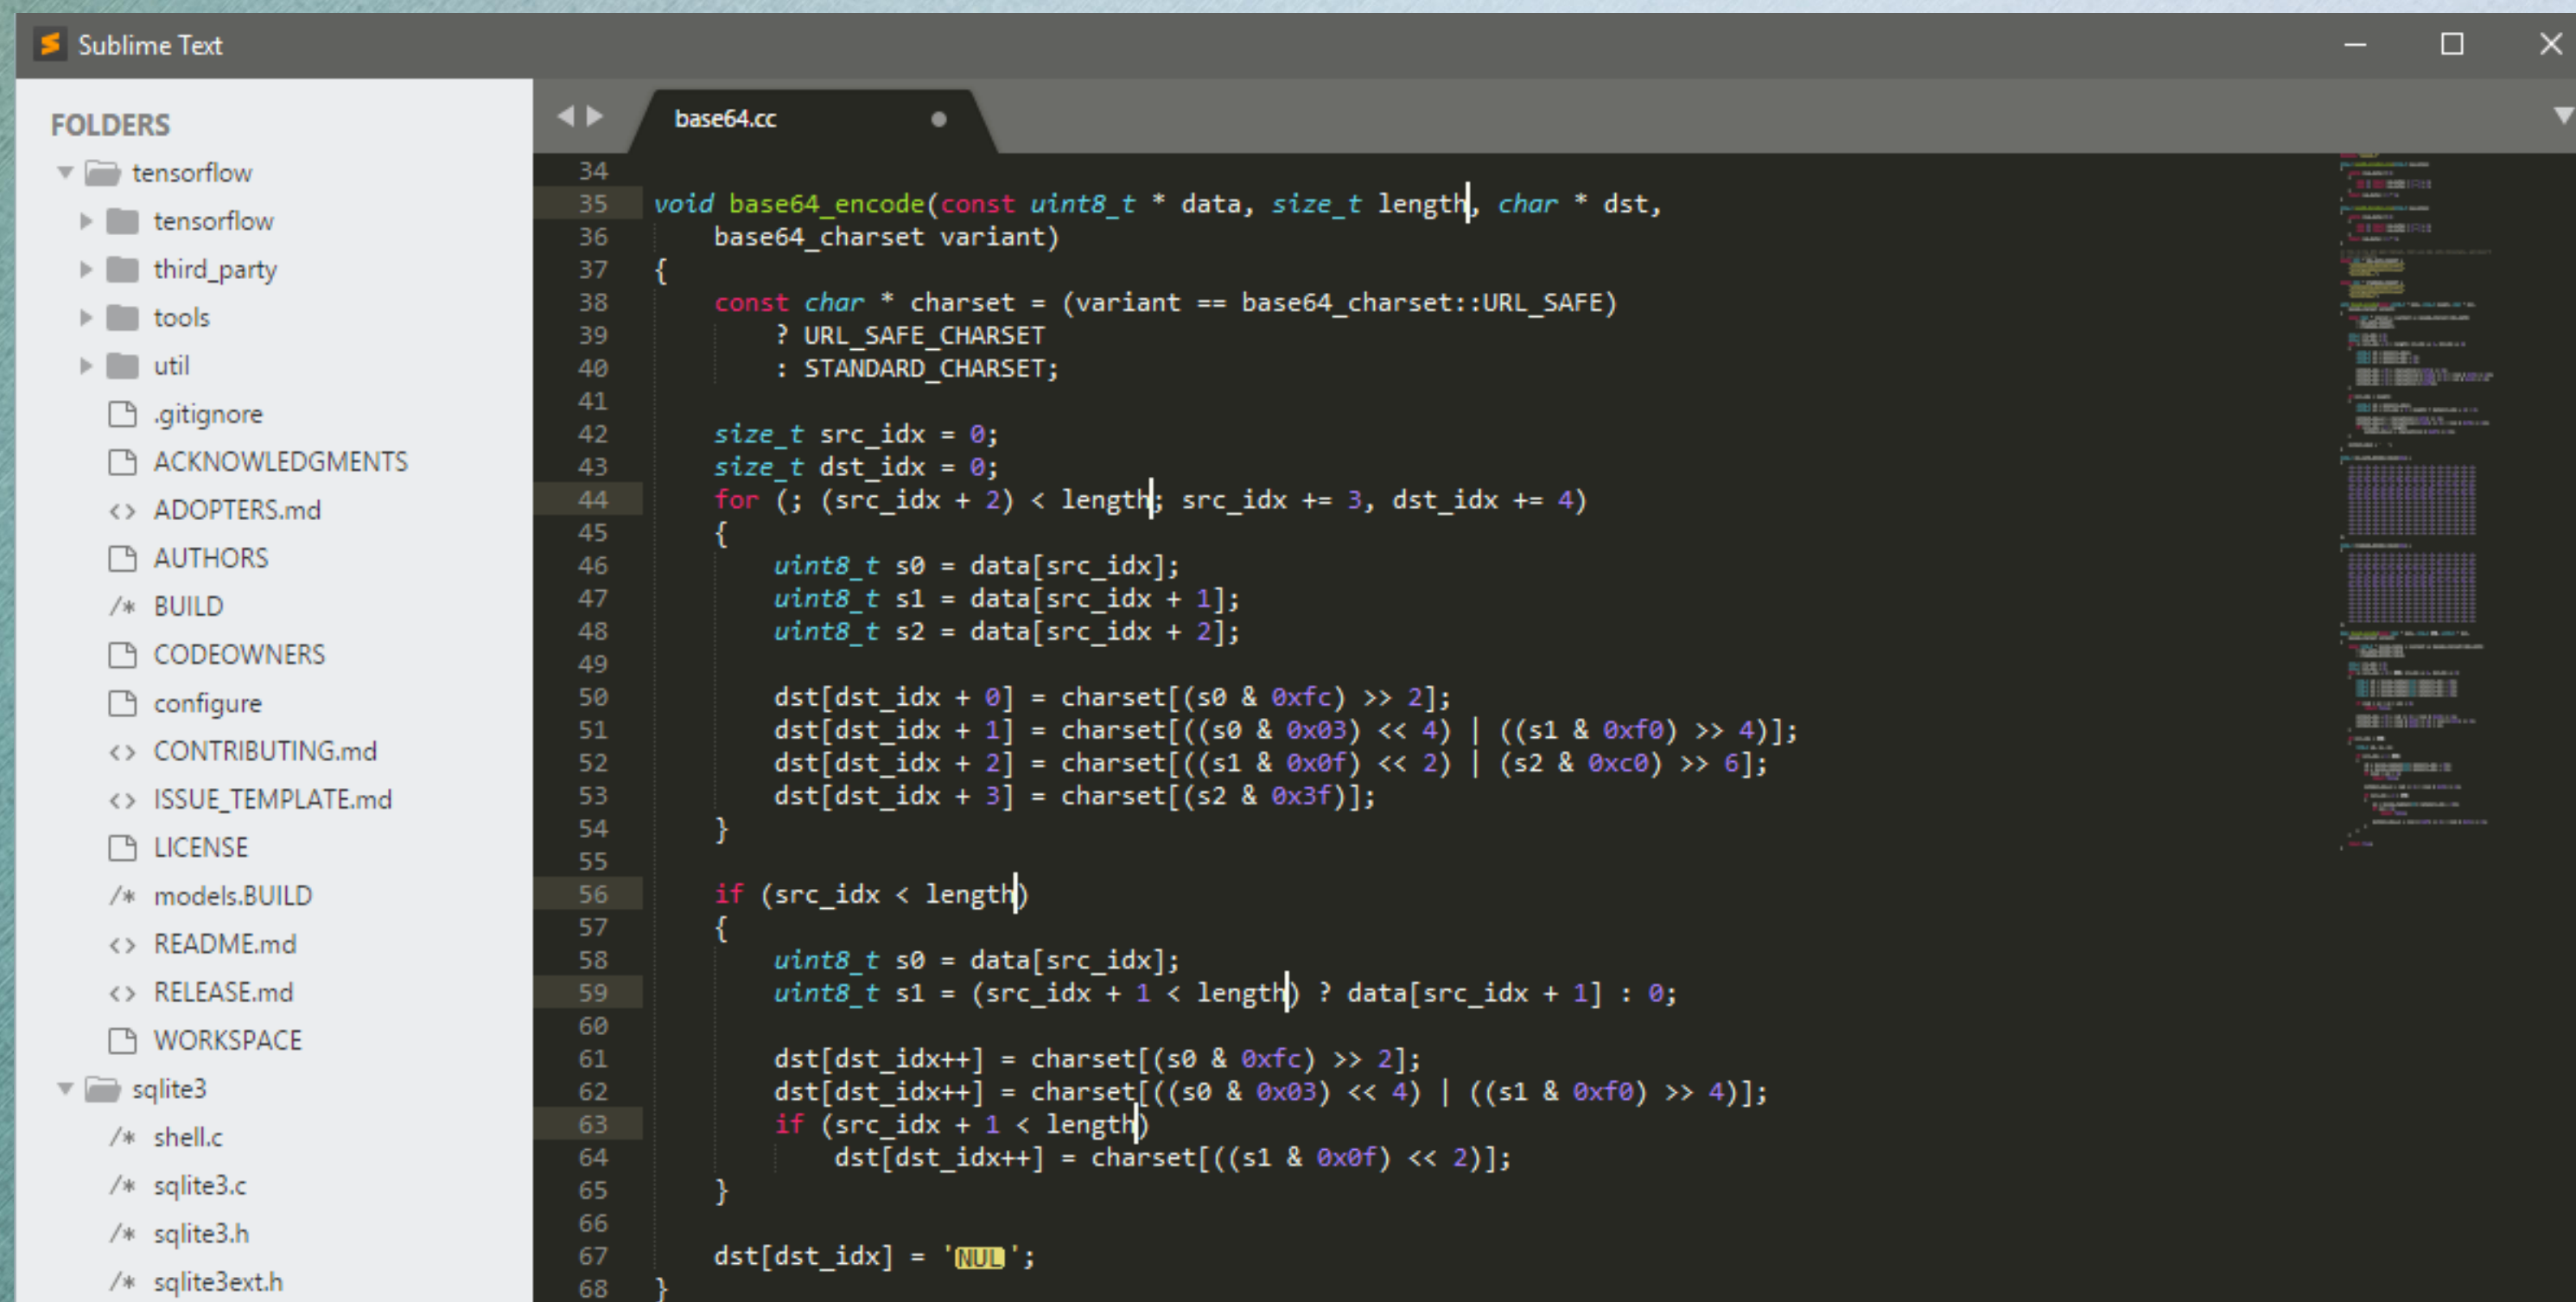 Sublime Text
FOLDERS
tensorflow
tensorflow
third_party
tools
util
.gitignore
ACKNOWLEDGMENTS
<> ADOPTERS.md
AUTHORS
/* BUILD
CODEOWNERS
configure
<> CONTRIBUTING.md
<> ISSUE_TEMPLATE.md
LICENSE
/* models.BUILD
<> README.md
<> RELEASE.md
WORKSPACE
sqlite3
/* shell.c
/* sqlite3.c
/* sqlite3.h
/* sqlite3ext.h
base64.cc
34
35 void base64_encode(const uint8_t * data, size_t length, char * dst,
36     base64_charset variant)
37 {
38     const char * charset = (variant == base64_charset::URL_SAFE)
39         ? URL_SAFE_CHARSET
40         : STANDARD_CHARSET;
41
42     size_t src_idx = 0;
43     size_t dst_idx = 0;
44     for (; (src_idx + 2) < length; src_idx += 3, dst_idx += 4)
45     {
46         uint8_t s0 = data[src_idx];
47         uint8_t s1 = data[src_idx + 1];
48         uint8_t s2 = data[src_idx + 2];
49
50         dst[dst_idx + 0] = charset[(s0 & 0xfc) >> 2];
51         dst[dst_idx + 1] = charset[((s0 & 0x03) << 4) | ((s1 & 0xf0) >> 4)];
52         dst[dst_idx + 2] = charset[((s1 & 0x0f) << 2) | (s2 & 0xc0) >> 6];
53         dst[dst_idx + 3] = charset[(s2 & 0x3f)];
54     }
55
56     if (src_idx < length)
57     {
58         uint8_t s0 = data[src_idx];
59         uint8_t s1 = (src_idx + 1 < length) ? data[src_idx + 1] : 0;
60
61         dst[dst_idx++] = charset[(s0 & 0xfc) >> 2];
62         dst[dst_idx++] = charset[((s0 & 0x03) << 4) | ((s1 & 0xf0) >> 4)];
63         if (src_idx + 1 < length)
64             dst[dst_idx++] = charset[((s1 & 0x0f) << 2)];
65     }
66
67     dst[dst_idx] = 'NUL';
68 }